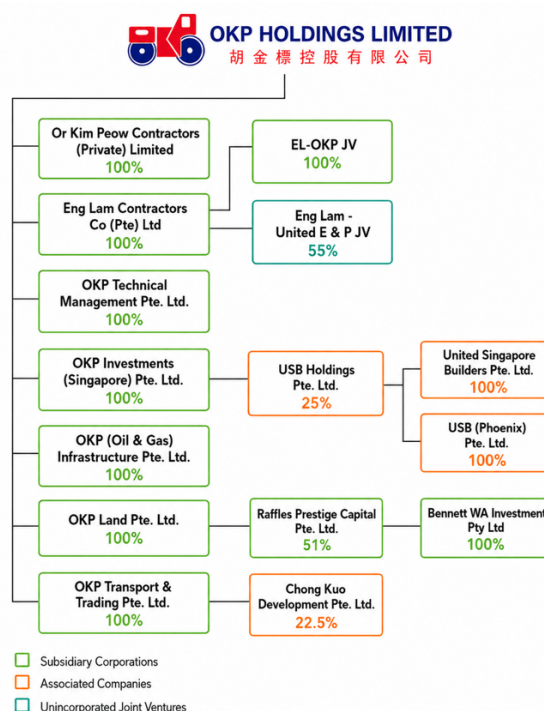 OKP HOLDINGS LIMITED
胡金標控股有限公司
Or Kim Peow Contractors
(Private) Limited
100%
EL-OKP JV
100%
Eng Lam Contractors
Co (Pte) Ltd
100%
Eng Lam -
United E & P JV
55%
OKP Technical
Management Pte. Ltd.
100%
OKP Investments
(Singapore) Pte. Ltd.
100%
USB Holdings
Pte. Ltd.
25%
United Singapore
Builders Pte. Ltd.
100%
USB (Phoenix)
Pte. Ltd.
100%
OKP (Oil & Gas)
Infrastructure Pte. Ltd.
100%
OKP Land Pte. Ltd.
100%
Raffles Prestige Capital
Pte. Ltd.
51%
Bennett WA Investment
Pty Ltd
100%
OKP Transport &
Trading Pte. Ltd.
100%
Chong Kuo
Development Pte. Ltd.
22.5%
Subsidiary Corporations
Associated Companies
Unincorporated Joint Ventures